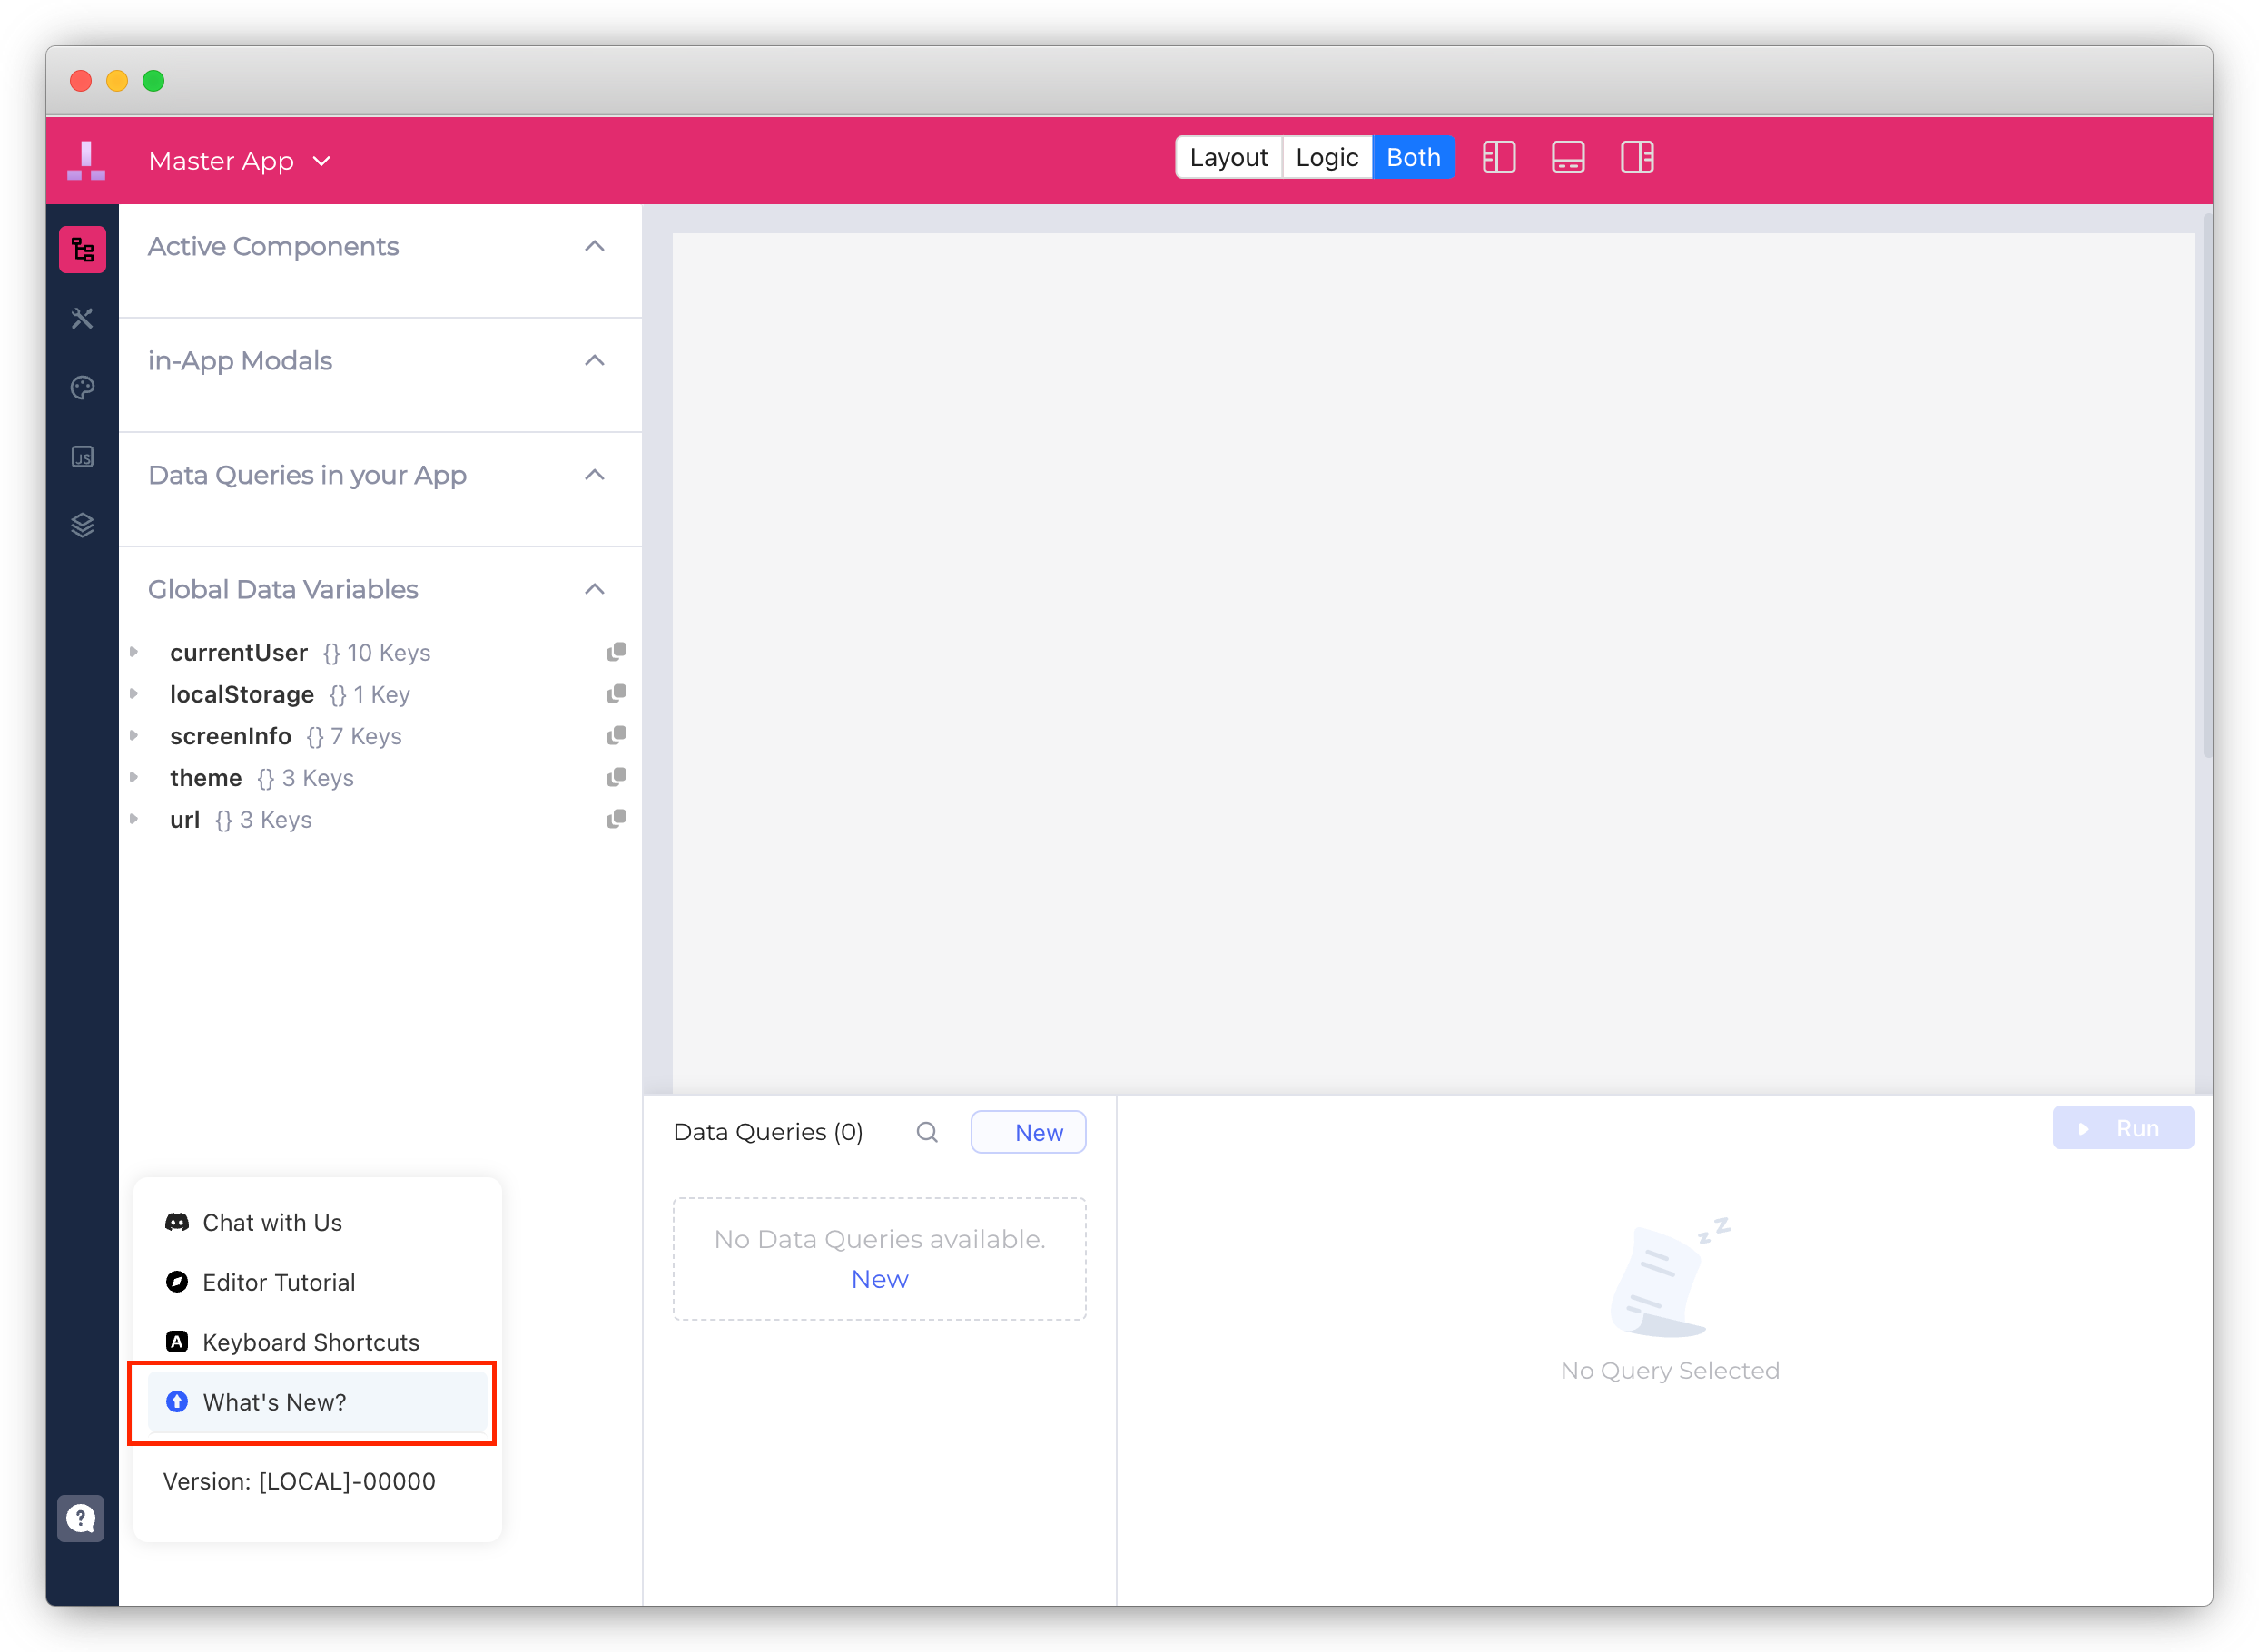 Master App
Layout Logic Both
Active Components
in-App Modals
Data Queries in your App
Global Data Variables
currentUser {} 10 Keys
localStorage {} 1 Key
screenInfo {} 7 Keys
theme {} 3 Keys
url {} 3 Keys
JS
Chat with Us
Editor Tutorial
A Keyboard Shortcuts
What's New?
Version: [LOCAL]-00000
?
Data Queries (0)
New
No Data Queries available.
New
Run
z z
No Query Selected